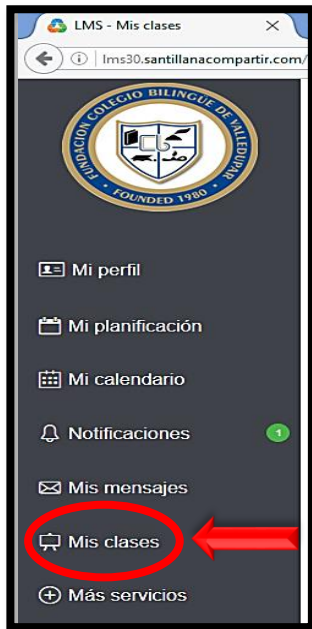 LMS - Mis clases
lms30.santillanacompartir.com/
FUNDACION COLEGIO BILINGÜE DE VALLEDUPAR
FOUNDED 1980
Mi perfil
Mi planificación
Mi calendario
Notificaciones 1
Mis mensajes
Mis clases
Más servicios